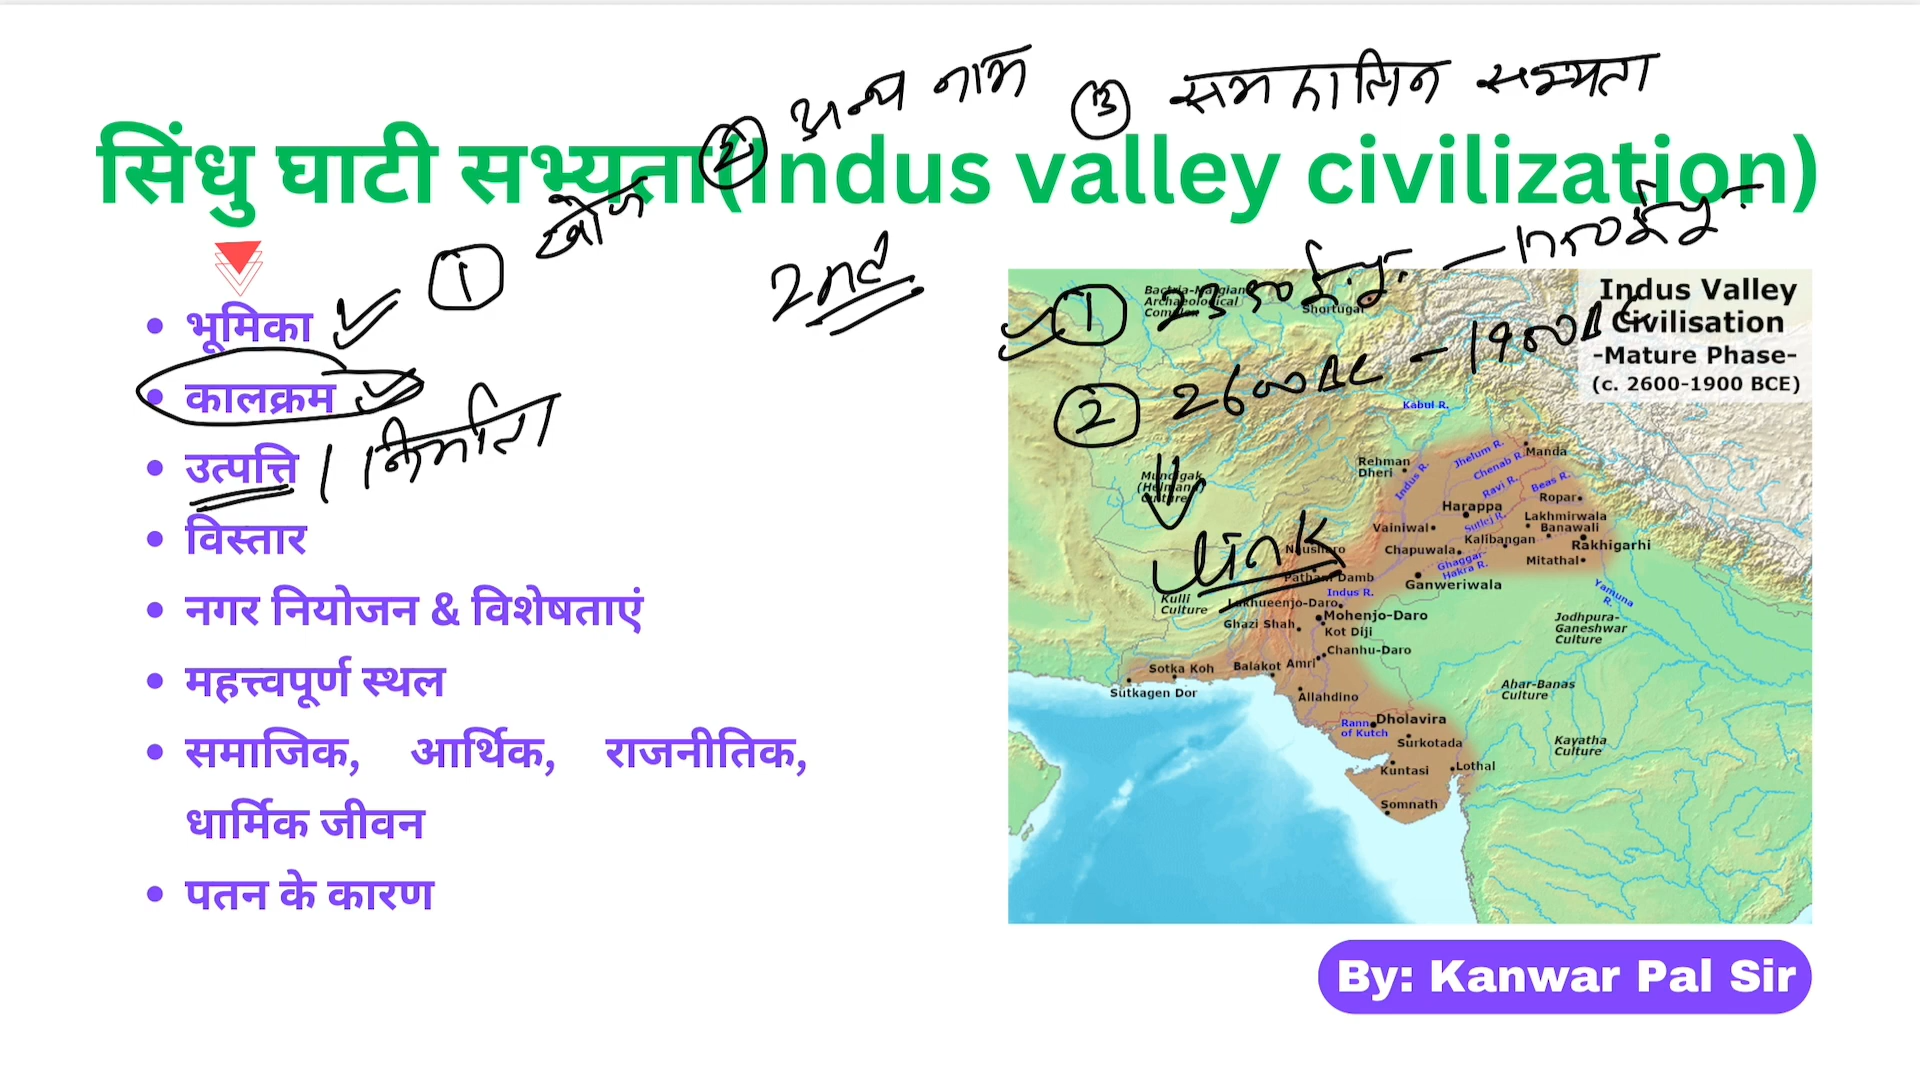 ② अन्य नाम ③ समकालिन सभ्यता
सिंधु घाटी सभ्यता(Indus valley civilization)
① खोज
2 मत
① 2350 ई.पू. – 1750 ई.पू.
② 2600 BC – 1900 BC
Link
भूमिका
कालक्रम
उत्पत्ति / निर्माता
विस्तार
नगर नियोजन & विशेषताएं
महत्त्वपूर्ण स्थल
समाजिक, आर्थिक, राजनीतिक,
धार्मिक जीवन
पतन के कारण
Indus Valley
Civilisation
-Mature Phase-
(c. 2600-1900 BCE)
Shortugai
Kabul R.
Manda
Rehman
Dheri
Indus R.
Jhelum R.
Chenab R.
Ravi R.
Beas R.
Ropar
Harappa
Sutlej R.
Lakhmirwala
Banawali
Vainiwal
Kalibangan
Rakhigarhi
Chapuwala
Mitathal
Ghaggar-
Hakra R.
Ganweriwala
Yamuna
R.
Indus R.
Kulli
Culture
Mohenjo-Daro
Ghazi Shah
Kot Diji
Jodhpura-
Ganeshwar
Culture
Chanhu-Daro
Sotka Koh
Balakot
Amri
Sutkagen Dor
Allahdino
Ahar-Banas
Culture
Rann
of Kutch
Dholavira
Surkotada
Kayatha
Culture
Kuntasi
Lothal
Somnath
By: Kanwar Pal Sir